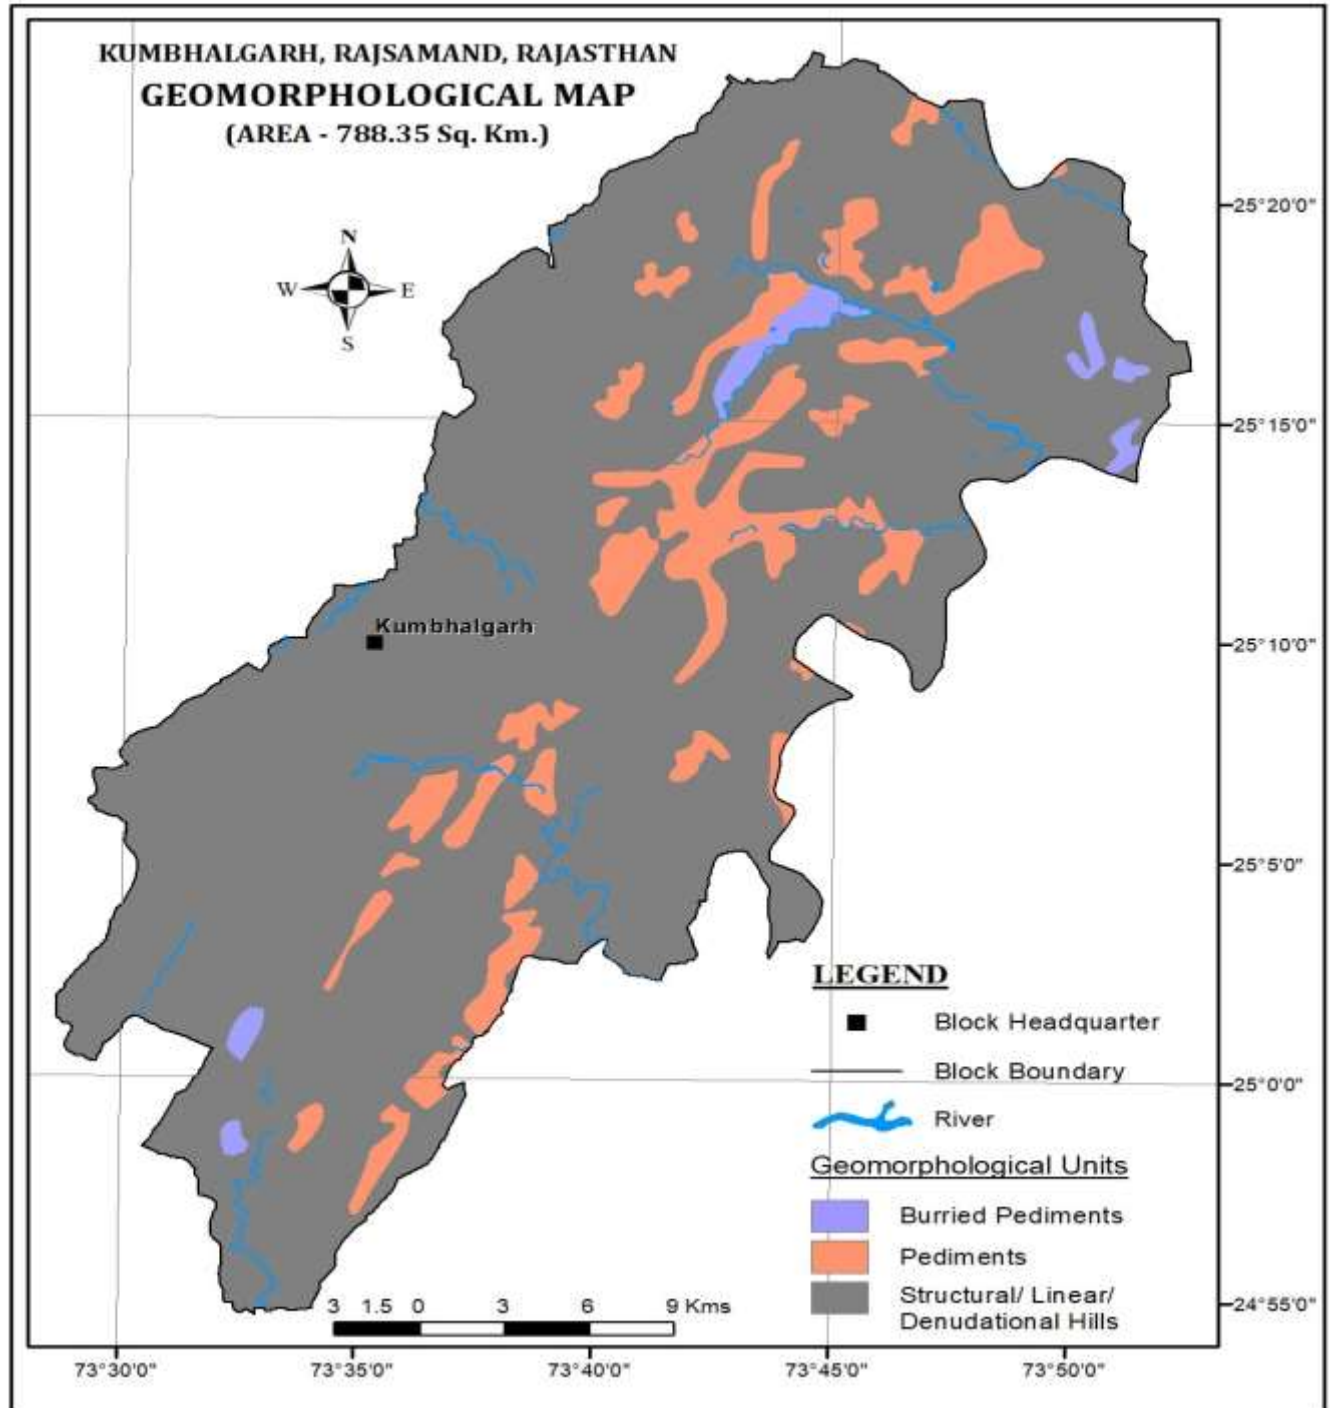 KUMBHALGARH, RAJSAMAND, RAJASTHAN
GEOMORPHOLOGICAL MAP
(AREA - 788.35 Sq. Km.)
N
W E
S
25°20'0"
25°15'0"
25°10'0"
25°5'0"
25°0'0"
24°55'0"
Kumbhalgarh
LEGEND
Block Headquarter
Block Boundary
River
Geomorphological Units
Burried Pediments
Pediments
Structural/ Linear/
Denudational Hills
3 1.5 0 3 6 9 Kms
73°30'0" 73°35'0" 73°40'0" 73°45'0" 73°50'0"